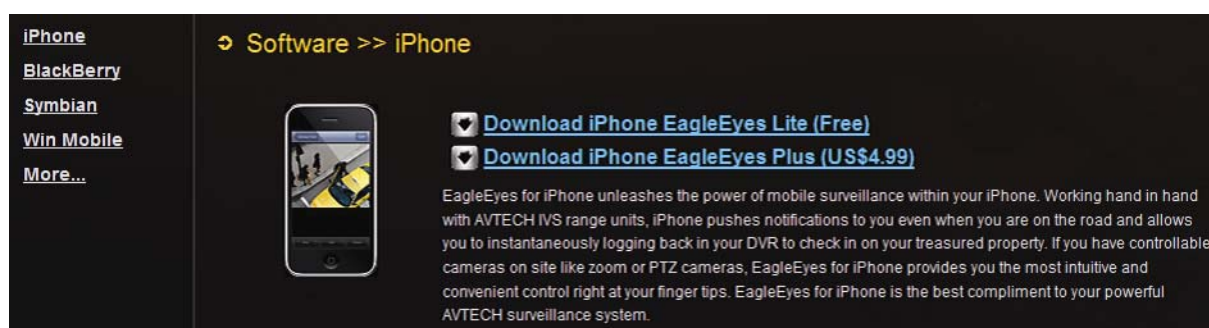 iPhone
BlackBerry
Symbian
Win Mobile
More...
Software >> iPhone
Download iPhone EagleEyes Lite (Free)
Download iPhone EagleEyes Plus (US$4.99)
EagleEyes for iPhone unleashes the power of mobile surveillance within your iPhone. Working hand in hand
with AVTECH IVS range units, iPhone pushes notifications to you even when you are on the road and allows
you to instantaneously logging back in your DVR to check in on your treasured property. If you have controllable
cameras on site like zoom or PTZ cameras, EagleEyes for iPhone provides you the most intuitive and
convenient control right at your finger tips. EagleEyes for iPhone is the best compliment to your powerful
AVTECH surveillance system.